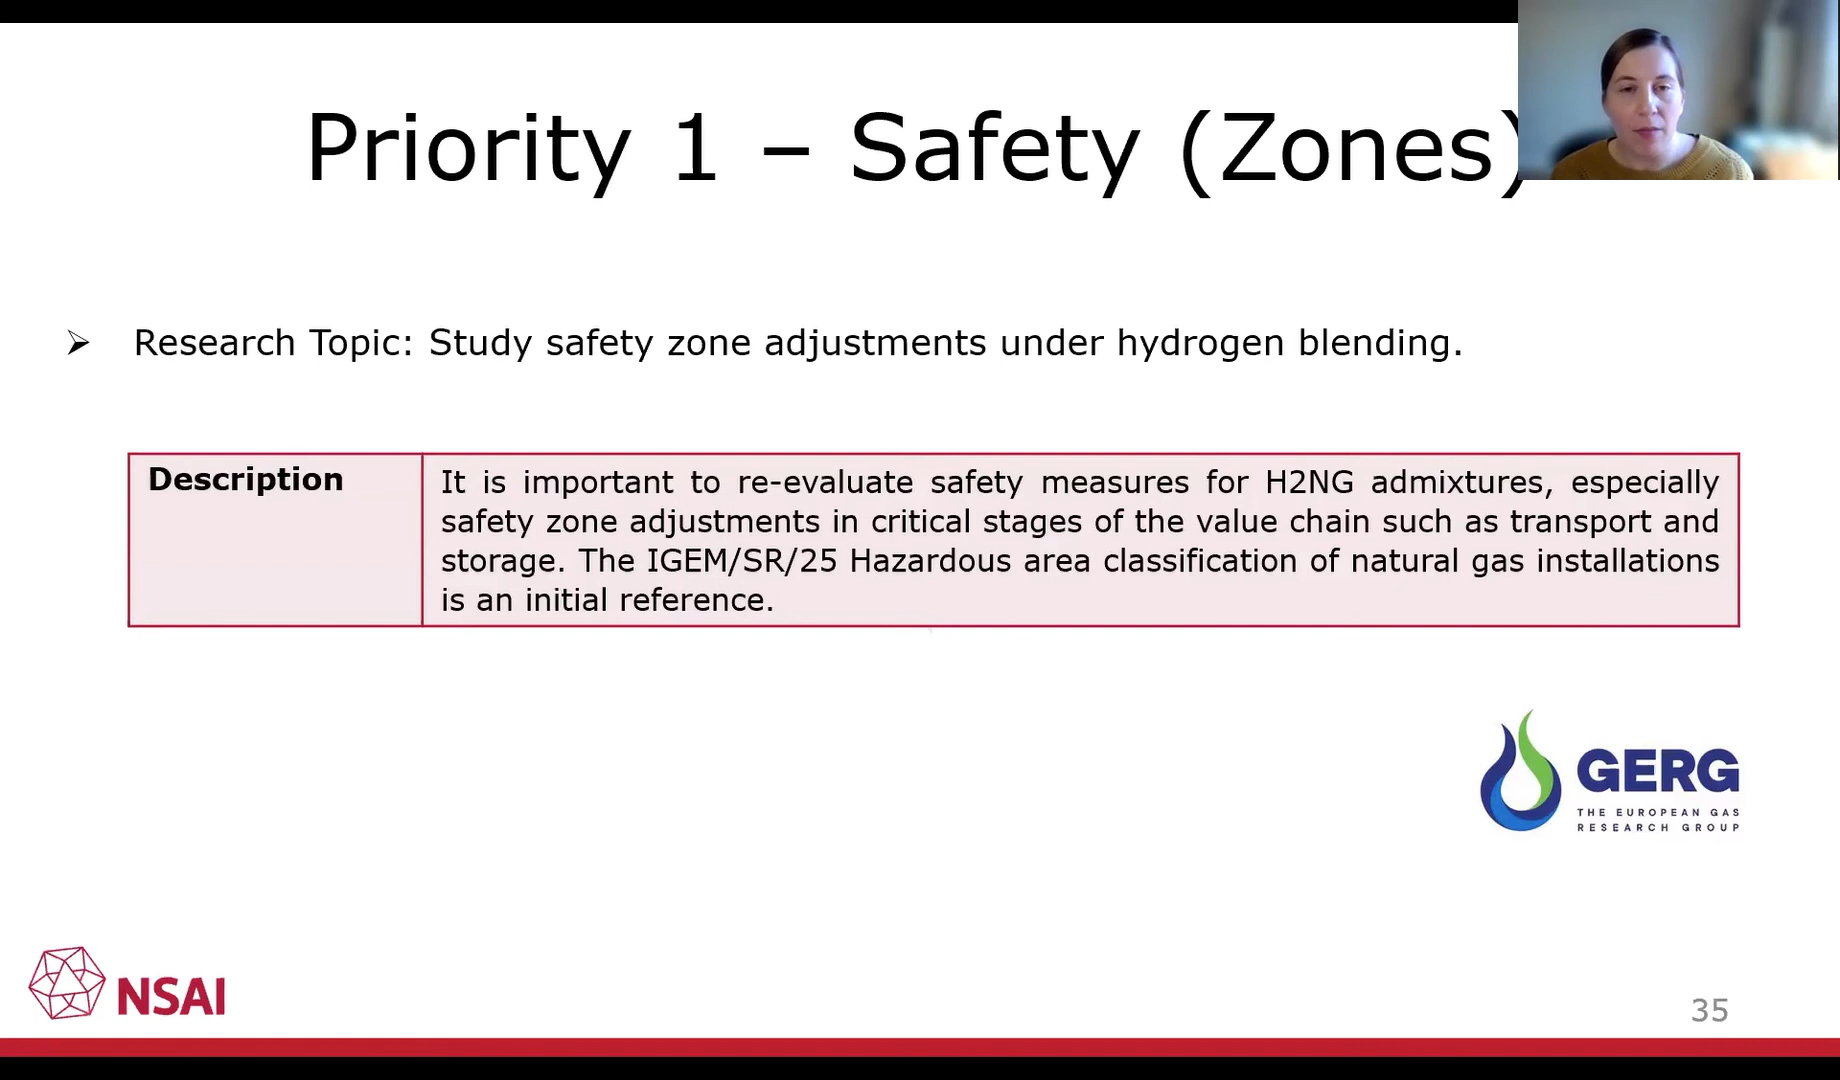 Priority 1 – Safety (Zones)
Research Topic: Study safety zone adjustments under hydrogen blending.
Description
It is important to re-evaluate safety measures for H2NG admixtures, especially
safety zone adjustments in critical stages of the value chain such as transport and
storage. The IGEM/SR/25 Hazardous area classification of natural gas installations
is an initial reference.
GERG
THE EUROPEAN GAS
RESEARCH GROUP
NSAI
35